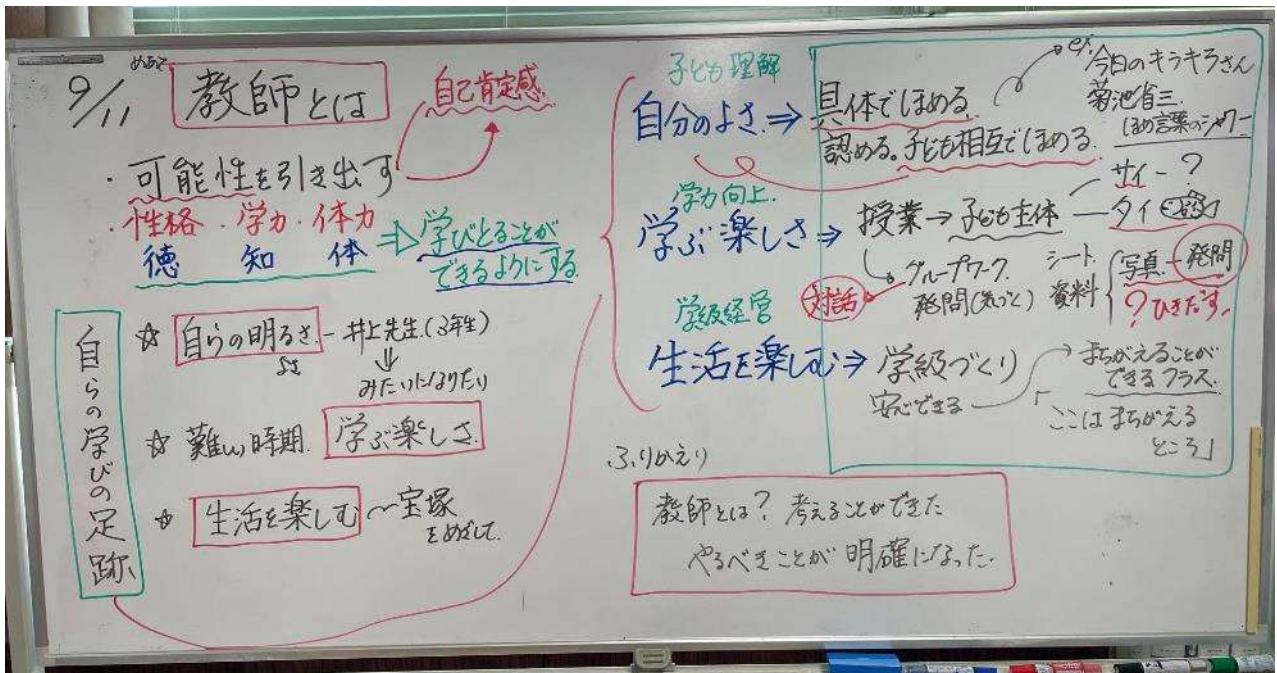 9/11
めあて
教師とは
自己肯定感
・可能性を引き出す
性格・学力・体力
徳 知 体
⇒学びとることが
できるようにする
自らの学びの足跡
☆ 自らの明るさ - 井上先生.(3年生)
⇓
みたいになりたい
☆ 難しい時期. 学ぶ楽しさ
☆ 生活を楽しむ 〜宝塚
をめざして.
子ども理解
自分のよさ.⇒具体でほめる
認める。子ども相互でほめる
ex.
今日のキラキラさん
菊池省三.
ほめ言葉のシャワー
学力向上.
学ぶ楽しさ⇒授業→子ども主体
サイ - ?
タイ
対話
グループワーク.
発問(気づく)
シート.
資料
写真. - 発問
? ひきだす.
学級経営
生活を楽しむ⇒学級づくり
安心できる
まちがえることが
できるクラス.
「ここはまちがえる
ところ」
・ふりかえり
教師とは? 考えることができた
やるべきことが明確になった.